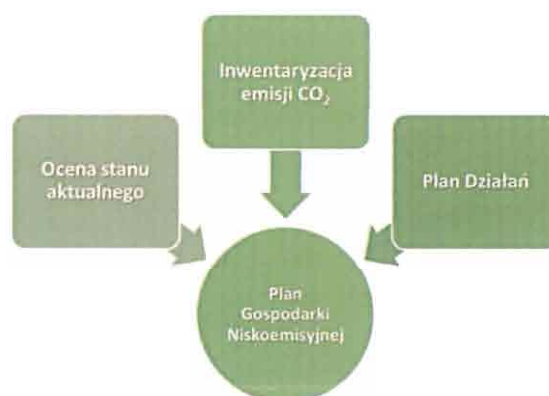 Inwentaryzacja
emisji CO₂
Ocena stanu
aktualnego
Plan Działań
Plan
Gospodarki
Niskoemisyjnej